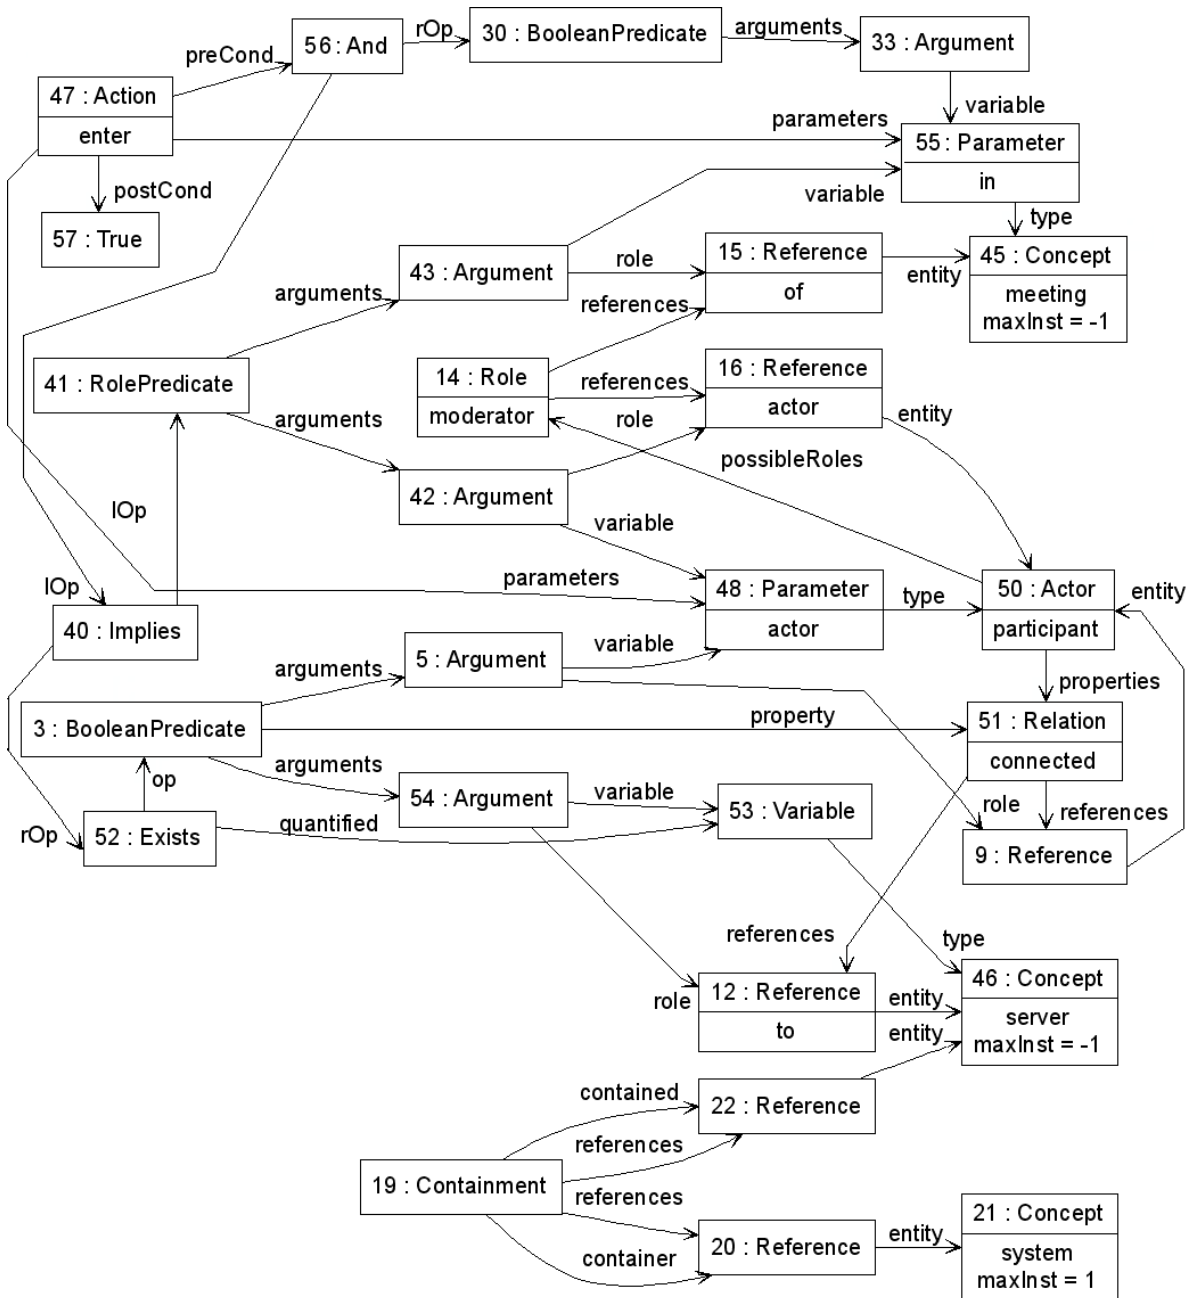 56 : And
rOp
30 : BooleanPredicate
arguments
33 : Argument
preCond
47 : Action
enter
variable
parameters
55 : Parameter
in
variable
postCond
type
57 : True
43 : Argument
role
15 : Reference
of
entity
45 : Concept
meeting
maxInst = -1
arguments
references
41 : RolePredicate
14 : Role
moderator
references
16 : Reference
actor
role
entity
arguments
possibleRoles
42 : Argument
lOp
variable
lOp
parameters
48 : Parameter
actor
type
50 : Actor
participant
entity
40 : Implies
variable
5 : Argument
arguments
properties
3 : BooleanPredicate
property
51 : Relation
connected
arguments
op
54 : Argument
variable
53 : Variable
role
references
quantified
rOp
52 : Exists
9 : Reference
references
type
46 : Concept
server
maxInst = -1
role
12 : Reference
to
entity
entity
contained
22 : Reference
references
19 : Containment
references
container
20 : Reference
entity
21 : Concept
system
maxInst = 1